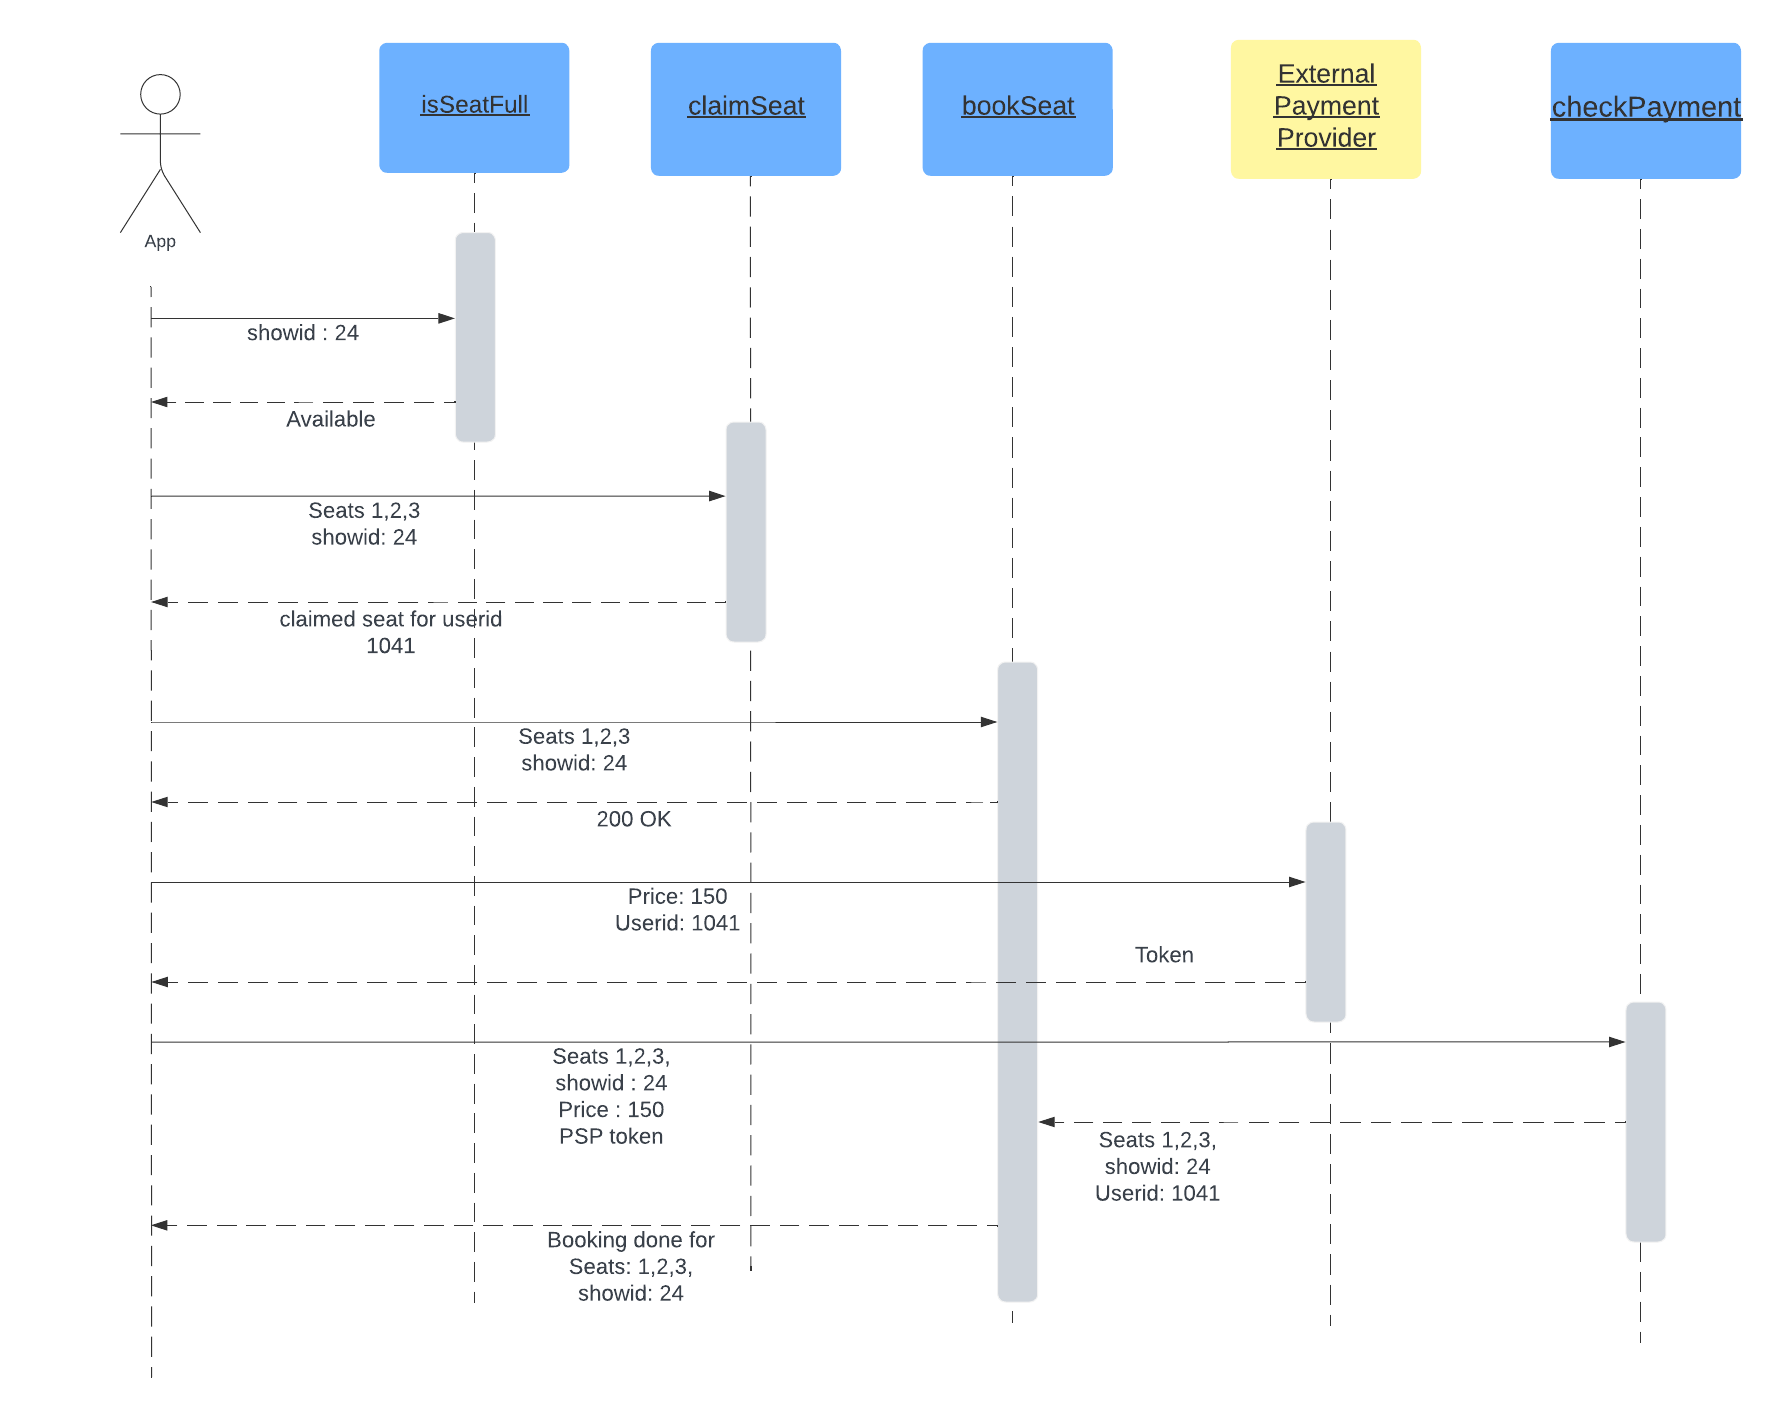 isSeatFull
claimSeat
bookSeat
External
Payment
Provider
checkPayment
App
showid : 24
Available
Seats 1,2,3
showid: 24
claimed seat for userid
1041
Seats 1,2,3
showid: 24
200 OK
Price: 150
Userid: 1041
Token
Seats 1,2,3,
showid : 24
Price : 150
PSP token
Seats 1,2,3,
showid: 24
Userid: 1041
Booking done for
Seats: 1,2,3,
showid: 24